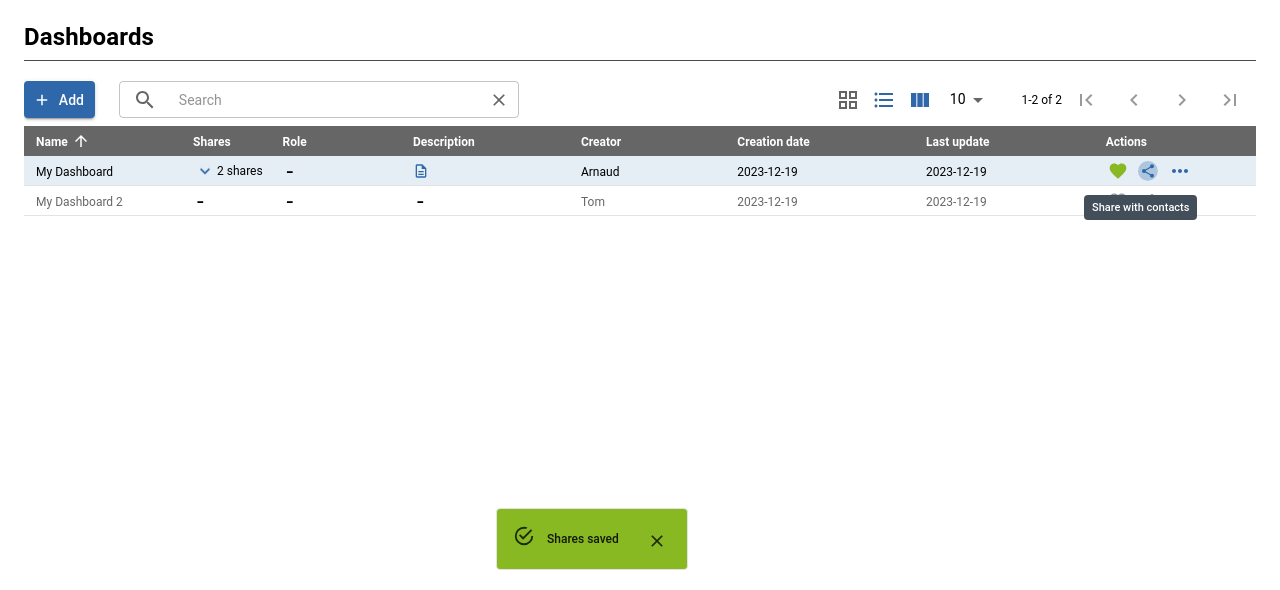 Dashboards
Add
Search
10
1-2 of 2
Name Shares Role Description Creator Creation date Last update Actions
My Dashboard 2 shares - Arnaud 2023-12-19 2023-12-19
My Dashboard 2 - - - Tom 2023-12-19 2023-12-19
Share with contacts
Shares saved